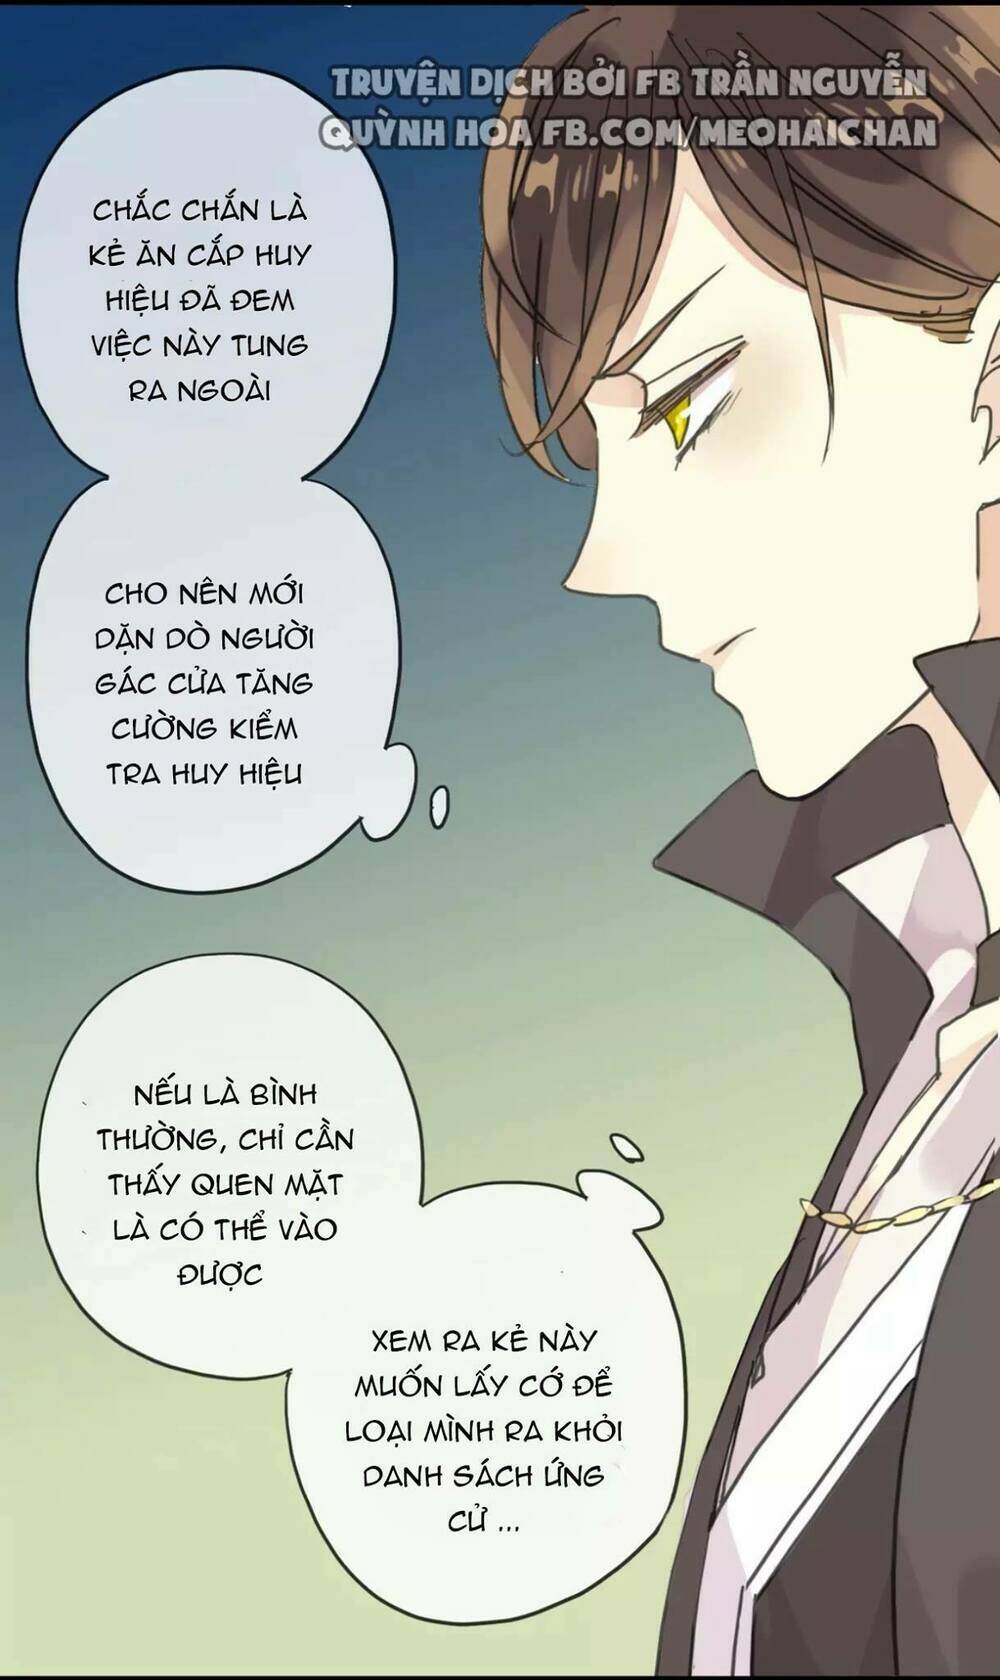 TRUYỆN DỊCH BỞI FB TRẦN NGUYỄN
QUỲNH HOA FB.COM/MEOHAICHAN
CHẮC CHẮN LÀ
KẺ ĂN CẮP HUY
HIỆU ĐÃ ĐEM
VIỆC NÀY TUNG
RA NGOÀI
CHO NÊN MỚI
DẶN DÒ NGƯỜI
GÁC CỬA TĂNG
CƯỜNG KIỂM
TRA HUY HIỆU
NẾU LÀ BÌNH
THƯỜNG, CHỈ CẦN
THẤY QUEN MẶT
LÀ CÓ THỂ VÀO
ĐƯỢC
XEM RA KẺ NÀY
MUỐN LẤY CỚ ĐỂ
LOẠI MÌNH RA KHỎI
DANH SÁCH ỨNG
CỬ ...